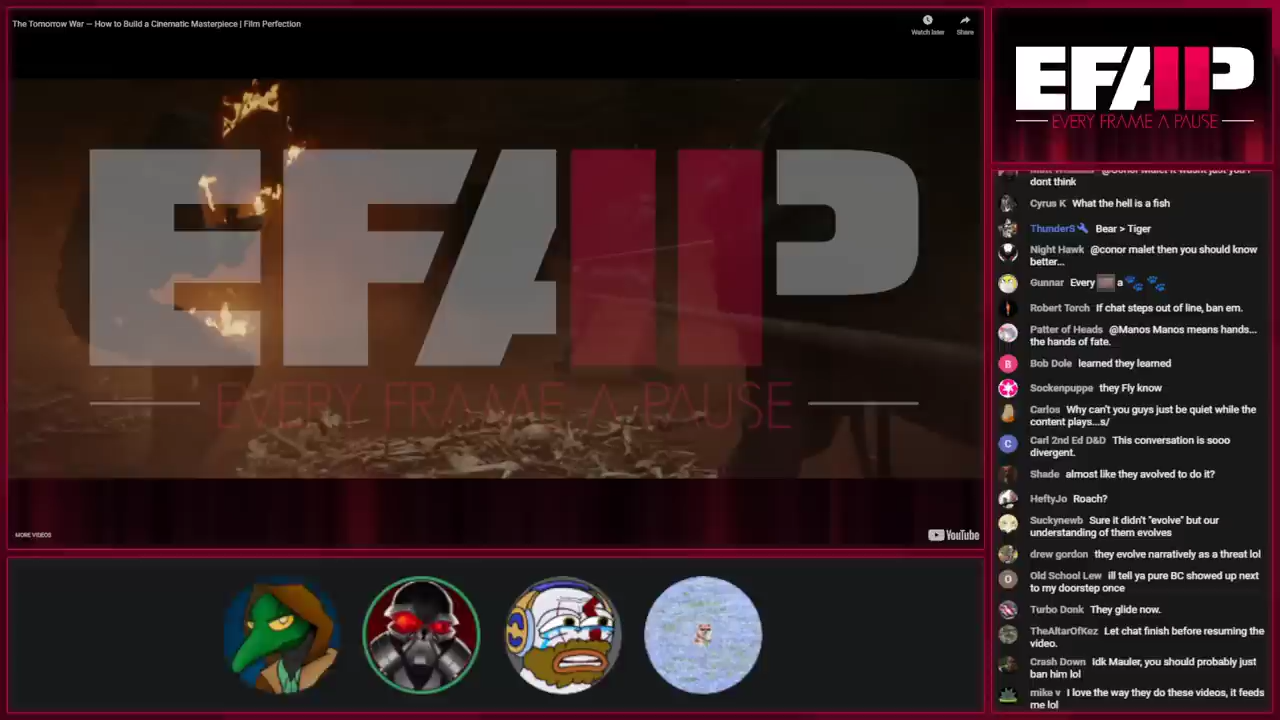 The Tomorrow War – How to Build a Cinematic Masterpiece | Film Perfection
Watch later
Share
EFAP
EVERY FRAME A PAUSE
MORE VIDEOS
YouTube
EFAP
EVERY FRAME A PAUSE
dont think
Cyrus K What the hell is a fish
ThunderS Bear > Tiger
Night Hawk @conor malet then you should know
better...
Gunnar Every a
Robert Torch If chat steps out of line, ban em.
Patter of Heads @Manos Manos means hands...
the hands of fate.
B
Bob Dole learned they learned
Sockenpuppe they Fly know
Carlos Why can't you guys just be quiet while the
content plays...s/
C
Carl 2nd Ed D&D This conversation is sooo
divergent.
Shade almost like they avolved to do it?
HeftyJo Roach?
Suckynewb Sure it didn't "evolve" but our
understanding of them evolves
drew gordon they evolve narratively as a threat lol
O
Old School Lew ill tell ya pure BC showed up next
to my doorstep once
Turbo Donk They glide now.
TheAltarOfKez Let chat finish before resuming the
video.
Crash Down Idk Mauler, you should probably just
ban him lol
mike v I love the way they do these videos, it feeds
me lol